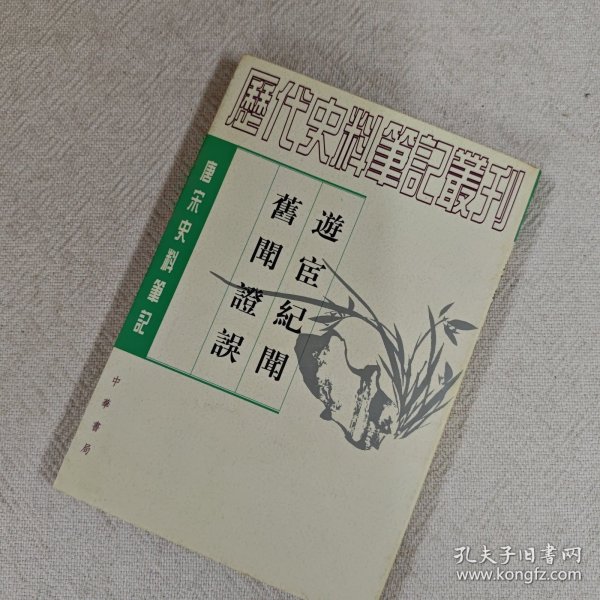 歷代史料筆記叢刊
唐宋史料筆記
遊宦紀聞
舊聞證誤
中華書局
孔夫子旧书网
www.kongfz.com